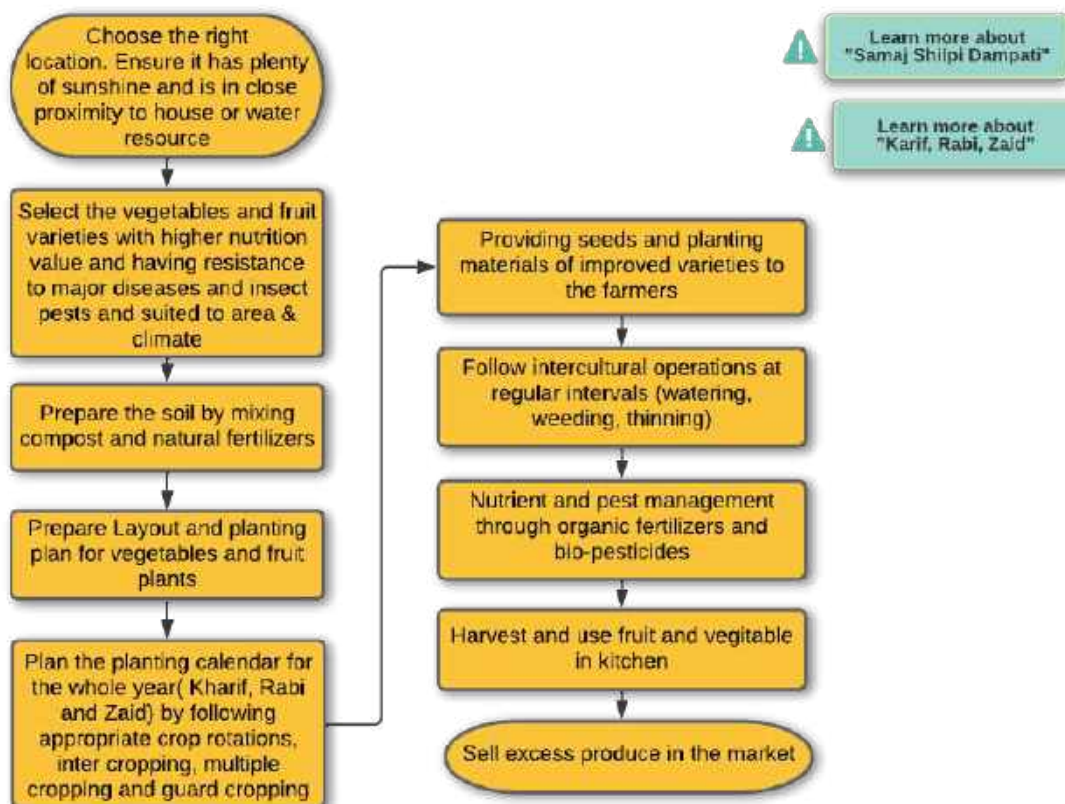 Choose the right
location. Ensure it has plenty
of sunshine and is in close
proximity to house or water
resource
Select the vegetables and fruit
varieties with higher nutrition
value and having resistance
to major diseases and insect
pests and suited to area &
climate
Prepare the soil by mixing
compost and natural fertilizers
Prepare Layout and planting
plan for vegetables and fruit
plants
Plan the planting calendar for
the whole year( Kharif, Rabi
and Zaid) by following
appropriate crop rotations,
inter cropping, multiple
cropping and guard cropping
Providing seeds and planting
materials of improved varieties to
the farmers
Follow intercultural operations at
regular intervals (watering,
weeding, thinning)
Nutrient and pest management
through organic fertilizers and
bio-pesticides
Harvest and use fruit and vegitable
in kitchen
Sell excess produce in the market
Learn more about
"Samaj Shilpi Dampati"
Learn more about
"Karif, Rabi, Zaid"